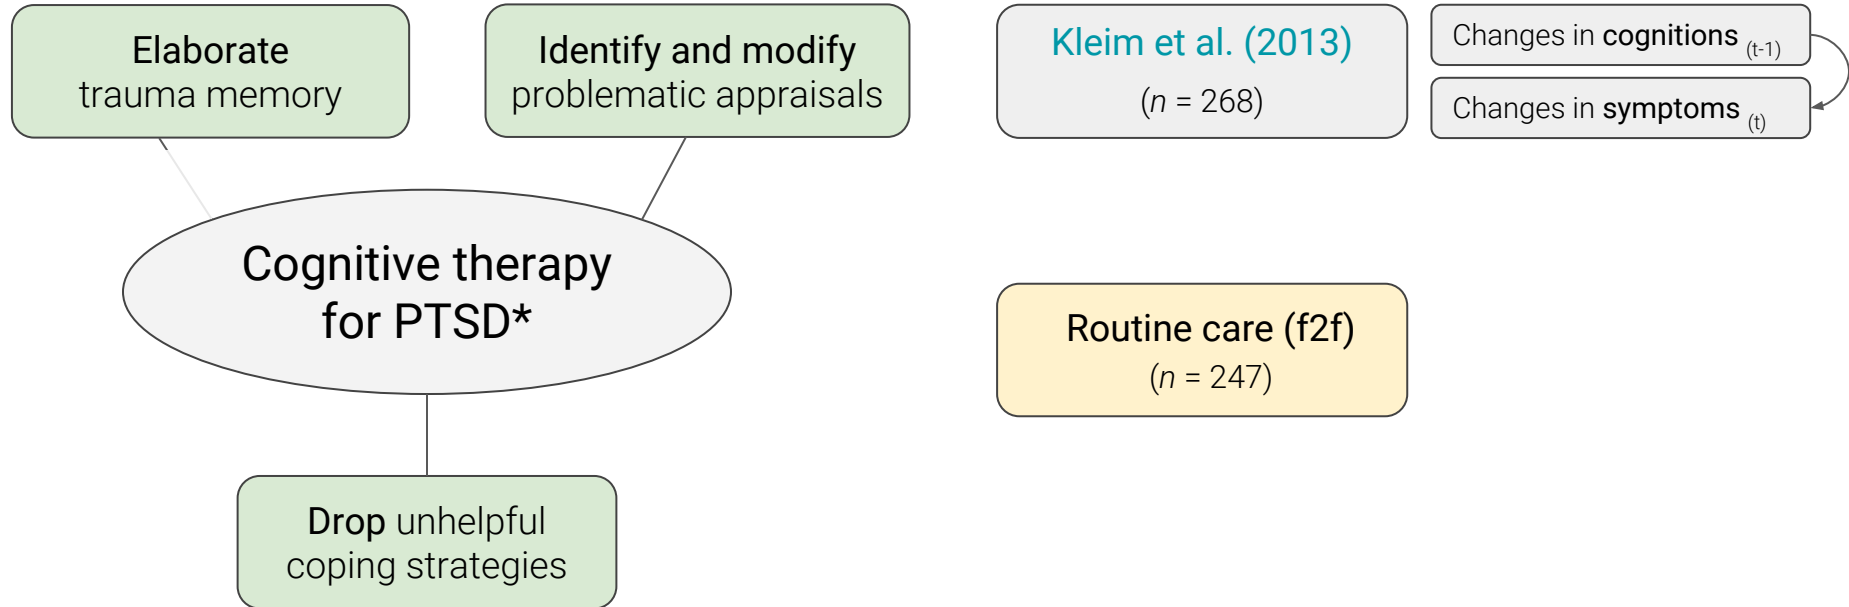 Elaborate
trauma memory
Identify and modify
problematic appraisals
Kleim et al. (2013)
(n = 268)
Changes in cognitions (t-1)
Changes in symptoms (t)
Cognitive therapy
for PTSD*
Routine care (f2f)
(n = 247)
Drop unhelpful
coping strategies